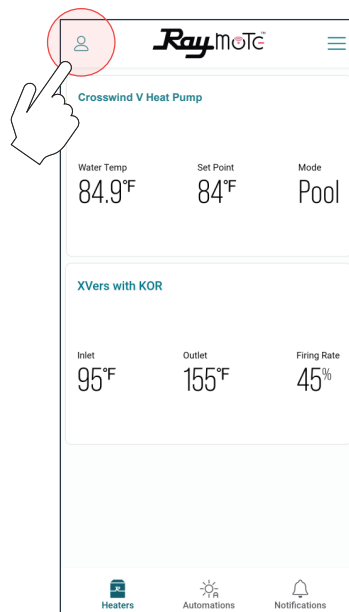 Raymote™
Crosswind V Heat Pump
Water Temp Set Point Mode
84.9°F 84°F Pool
XVers with KOR
Inlet Outlet Firing Rate
95°F 155°F 45%
Heaters Automations Notifications